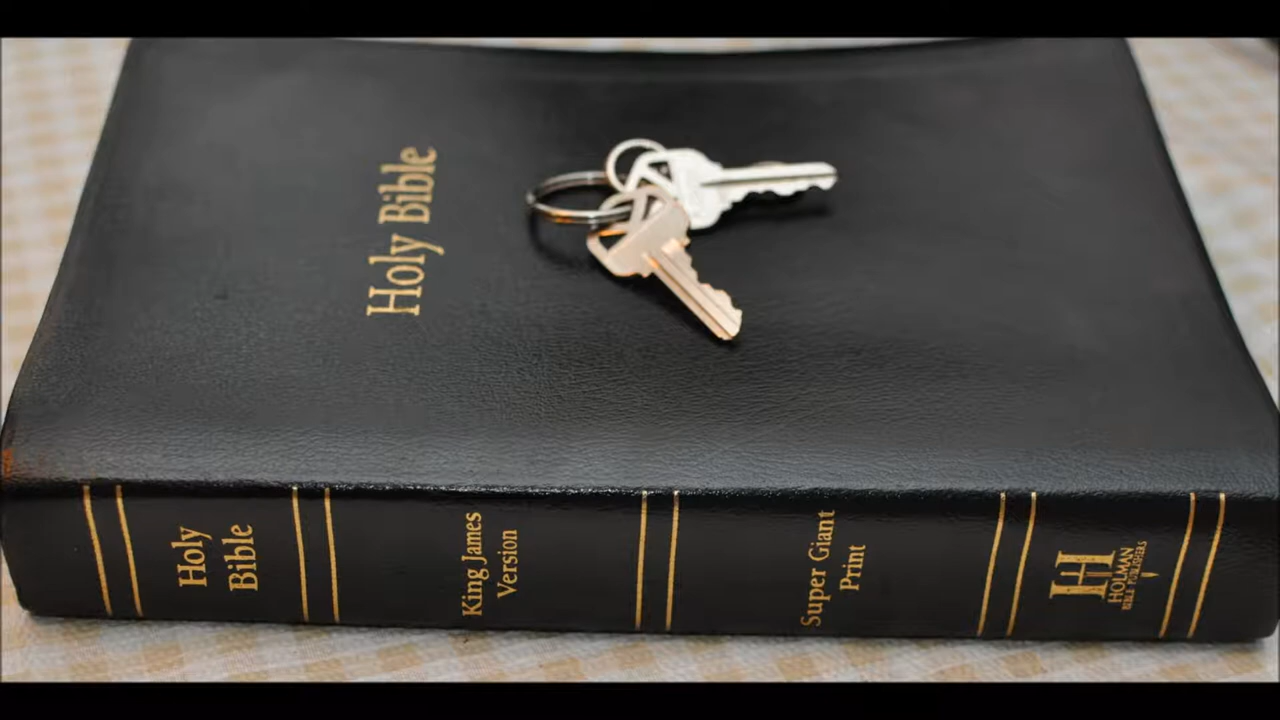 Holy Bible
Holy
Bible
King James
Version
Super Giant
Print
HOLMAN
BIBLE PUBLISHERS